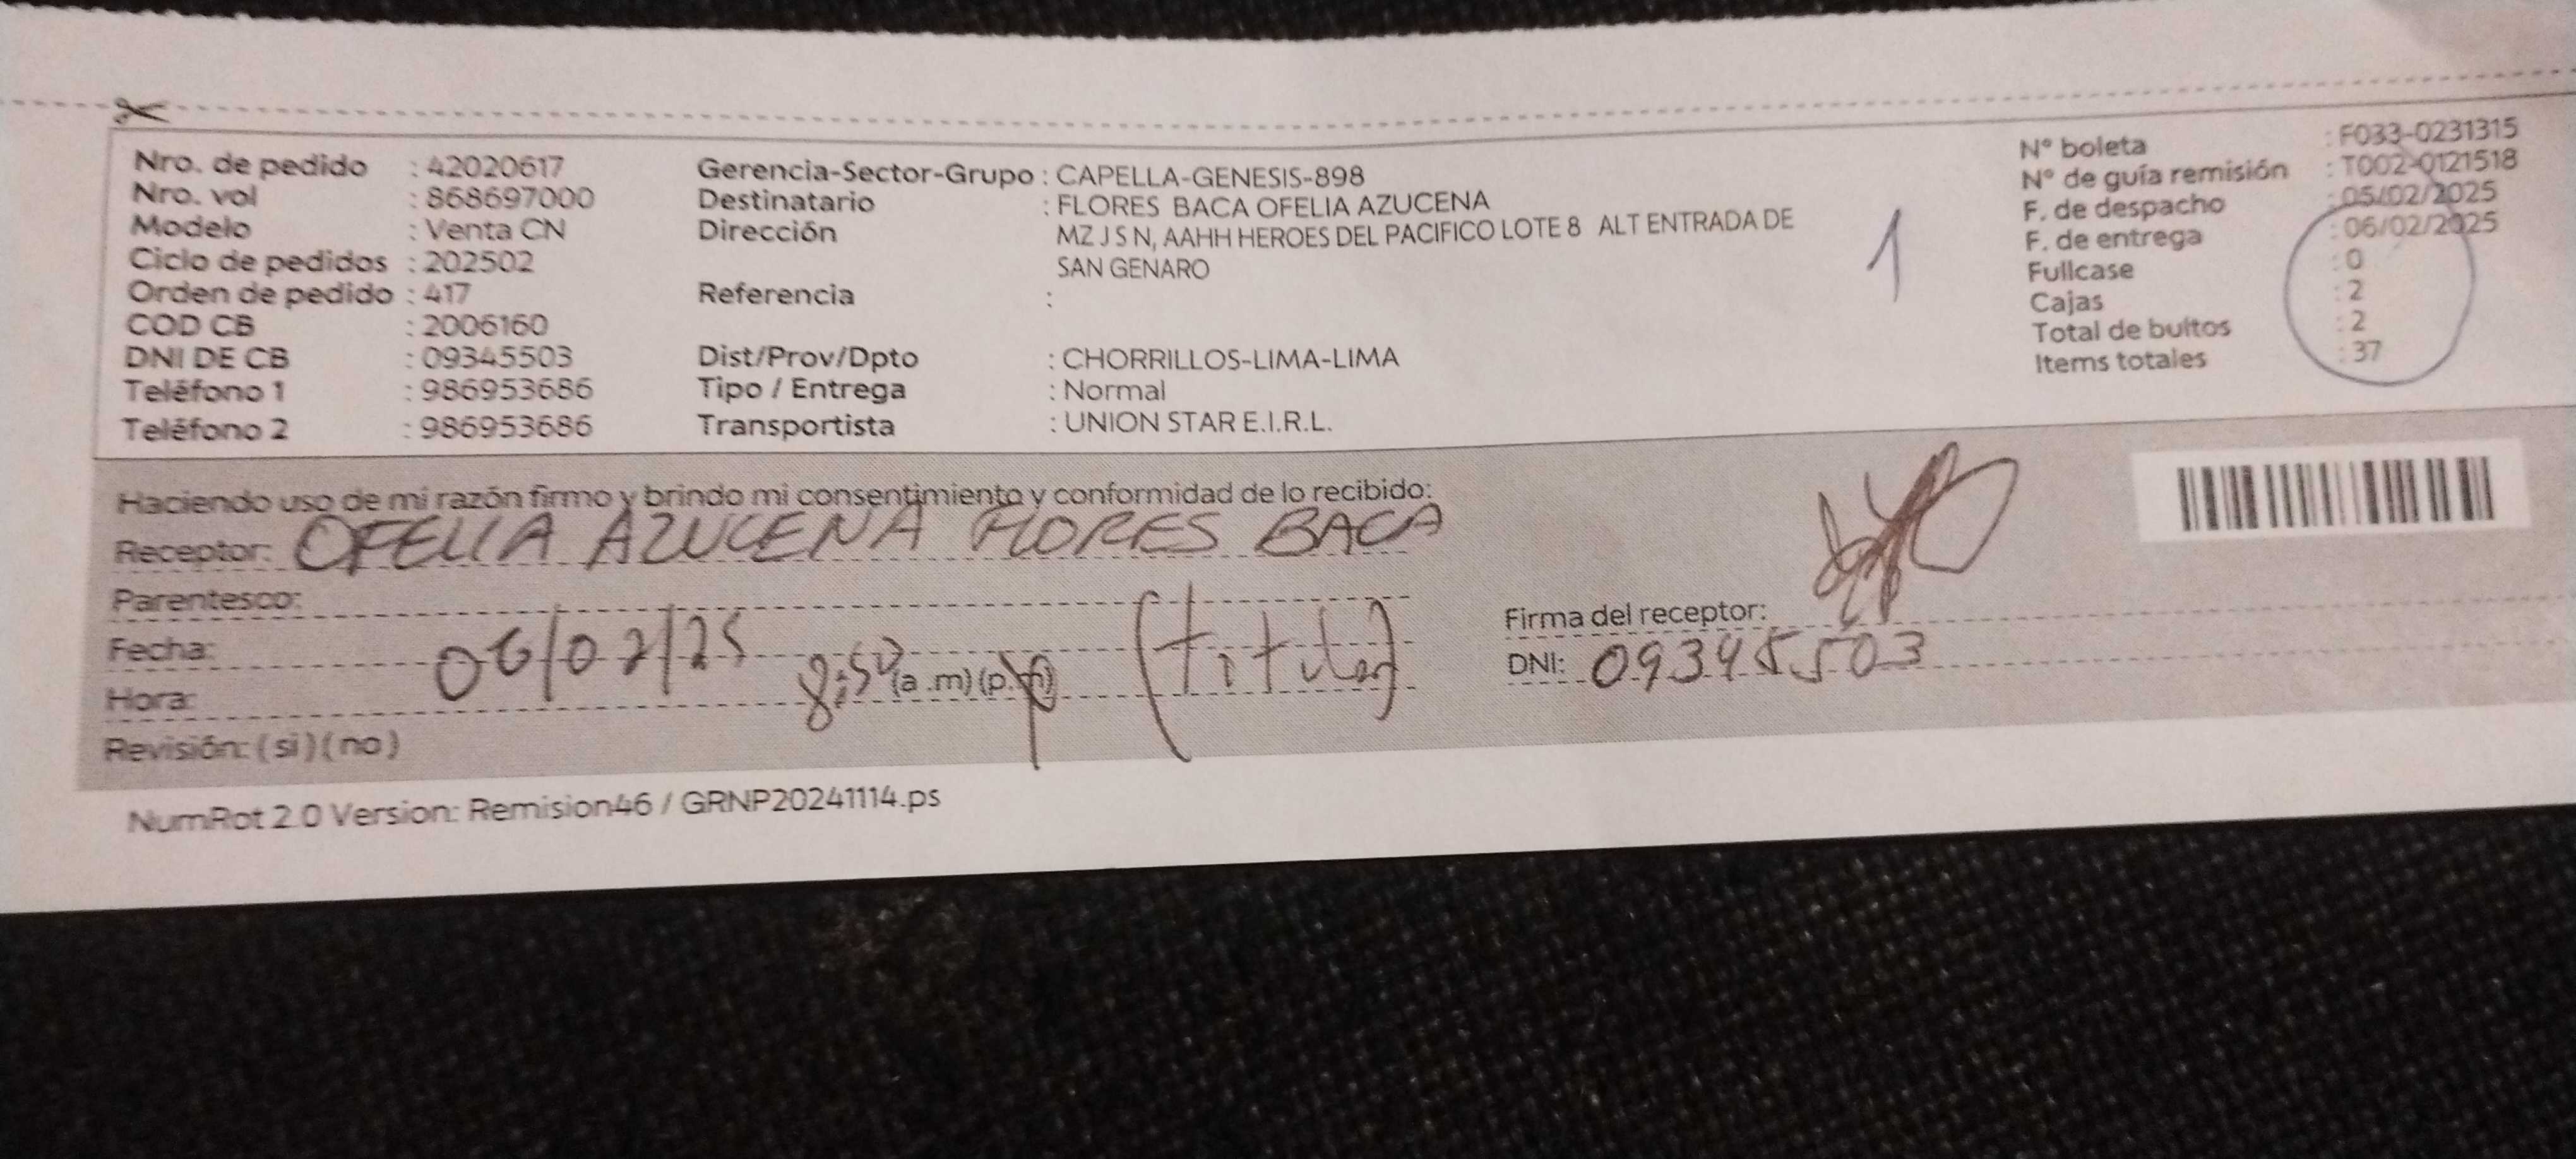 Nro. de pedido : 42020617
Nro. vol : 868697000
Modelo : Venta CN
Ciclo de pedidos : 202502
Orden de pedido : 417
COD CB : 2006160
DNI DE CB : 09345503
Teléfono 1 : 986953686
Teléfono 2 : 986953686
Gerencia-Sector-Grupo : CAPELLA-GENESIS-898
Destinatario : FLORES BACA OFELIA AZUCENA
Dirección : MZ J S N, AAHH HEROES DEL PACIFICO LOTE 8 ALT ENTRADA DE
SAN GENARO
Referencia :
Dist/Prov/Dpto : CHORRILLOS-LIMA-LIMA
Tipo / Entrega : Normal
Transportista : UNION STAR E.I.R.L.
1
N° boleta : F033-0231315
N° de guía remisión : T002-0121518
F. de despacho : 05/02/2025
F. de entrega : 06/02/2025
Fullcase : 0
Cajas : 2
Total de bultos : 2
Items totales : 37
Haciendo uso de mi razón firmo y brindo mi consentimiento y conformidad de lo recibido:
Receptor: OFELIA AZUCENA FLORES BACA
Parentesco:
Fecha: 06/02/25
Hora: 8:50 (a.m) (p.m) (titular)
Revisión: ( si ) ( no )
Firma del receptor:
DNI: 09345503
NumRot 2.0 Version: Remision46 / GRNP20241114.ps